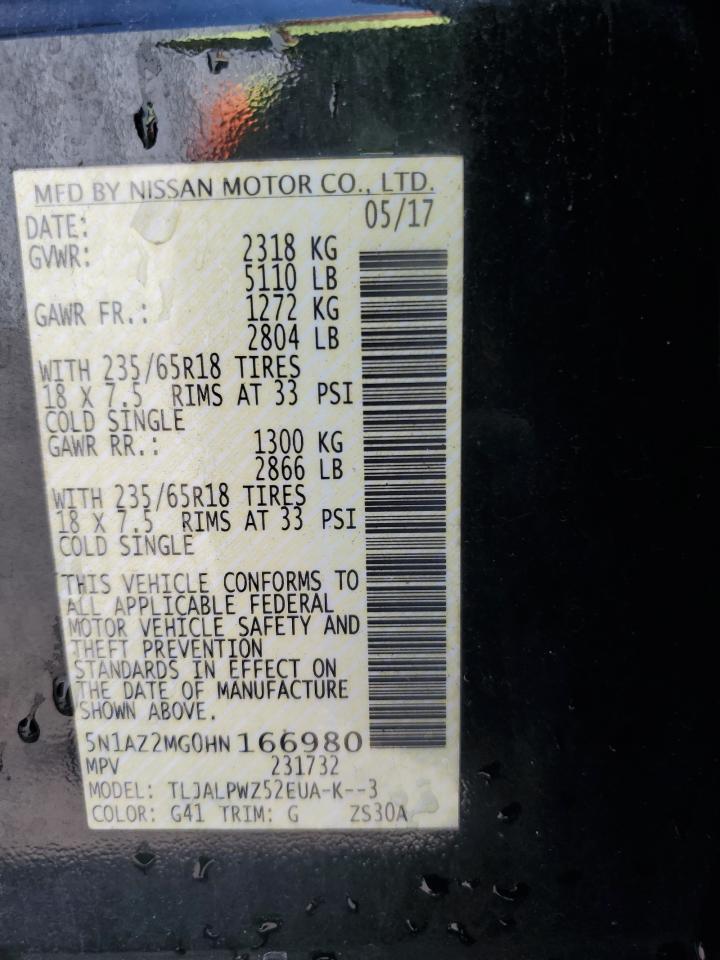 MFD BY NISSAN MOTOR CO., LTD.
DATE: 05/17
GVWR: 2318 KG
5110 LB
GAWR FR.: 1272 KG
2804 LB
WITH 235/65R18 TIRES
18 X 7.5 RIMS AT 33 PSI
COLD SINGLE
GAWR RR.: 1300 KG
2866 LB
WITH 235/65R18 TIRES
18 X 7.5 RIMS AT 33 PSI
COLD SINGLE
THIS VEHICLE CONFORMS TO
ALL APPLICABLE FEDERAL
MOTOR VEHICLE SAFETY AND
THEFT PREVENTION
STANDARDS IN EFFECT ON
THE DATE OF MANUFACTURE
SHOWN ABOVE.
5N1AZ2MG0HN166980
MPV 231732
MODEL: TLJALPWZ52EUA-K--3
COLOR: G41 TRIM: G ZS30A